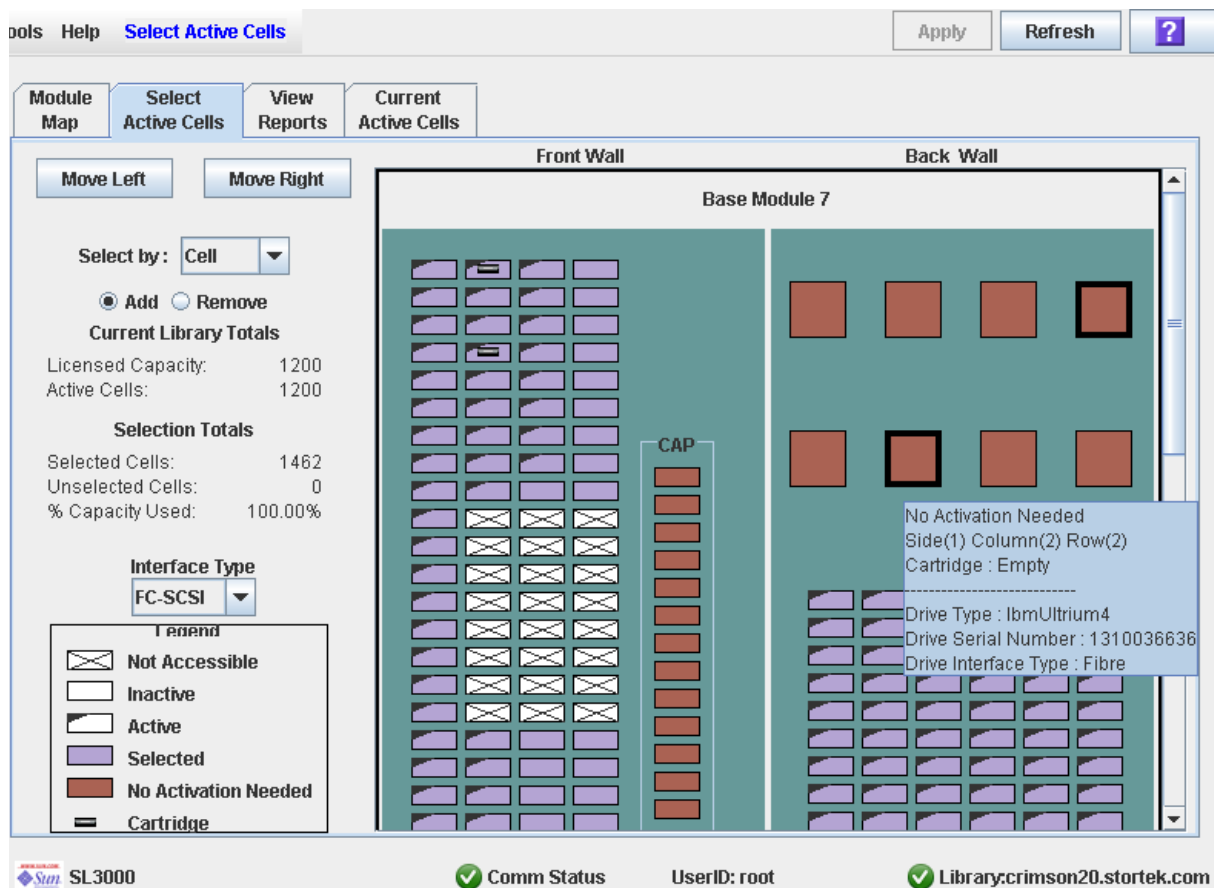 ools Help Select Active Cells Apply Refresh ?
Module Map
Select Active Cells
View Reports
Current Active Cells
Move Left Move Right
Front Wall Back Wall
Base Module 7
Select by: Cell
Add Remove
Current Library Totals
Licensed Capacity: 1200
Active Cells: 1200
Selection Totals
Selected Cells: 1462
Unselected Cells: 0
% Capacity Used: 100.00%
Interface Type
FC-SCSI
Legend
Not Accessible
Inactive
Active
Selected
No Activation Needed
Cartridge
CAP
No Activation Needed
Side(1) Column(2) Row(2)
Cartridge : Empty
----------------------------
Drive Type : IbmUltrium4
Drive Serial Number : 1310036636
Drive Interface Type : Fibre
Sun SL3000 Comm Status UserID: root Library:crimson20.stortek.com